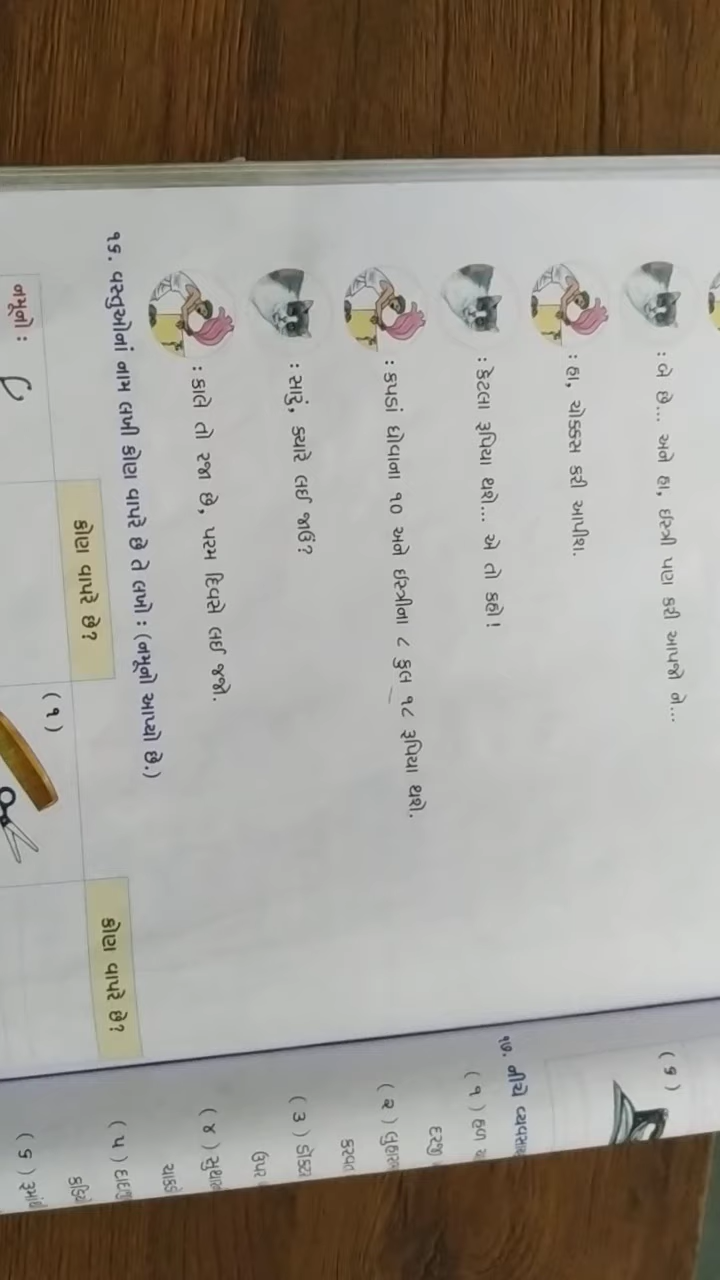 : બે છે... અને હા, ઇસ્ત્રી પણ કરી આપજો ને...
: હા, ચોક્કસ કરી આપીશ.
: કેટલા રૂપિયા થશે... એ તો કહો !
: કપડાં ધોવાના ૧૦ અને ઇસ્ત્રીના ૮ કુલ ૧૮ રૂપિયા થશે.
: સારું, ક્યારે લઈ જાઉં?
: કાલે તો રજા છે, પરમ દિવસે લઈ જજો.
૧૬. વસ્તુઓનાં નામ લખી કોણ વાપરે છે તે લખો : (નમૂનો આપ્યો છે.)
કોણ વાપરે છે?
કોણ વાપરે છે?
નમૂનો :
(૧)
(૬)
૧૭. નીચે
(૧) હળ
દરજી
(૨)
(૩)
ઉપર
(૪)
(૫)
(૬)